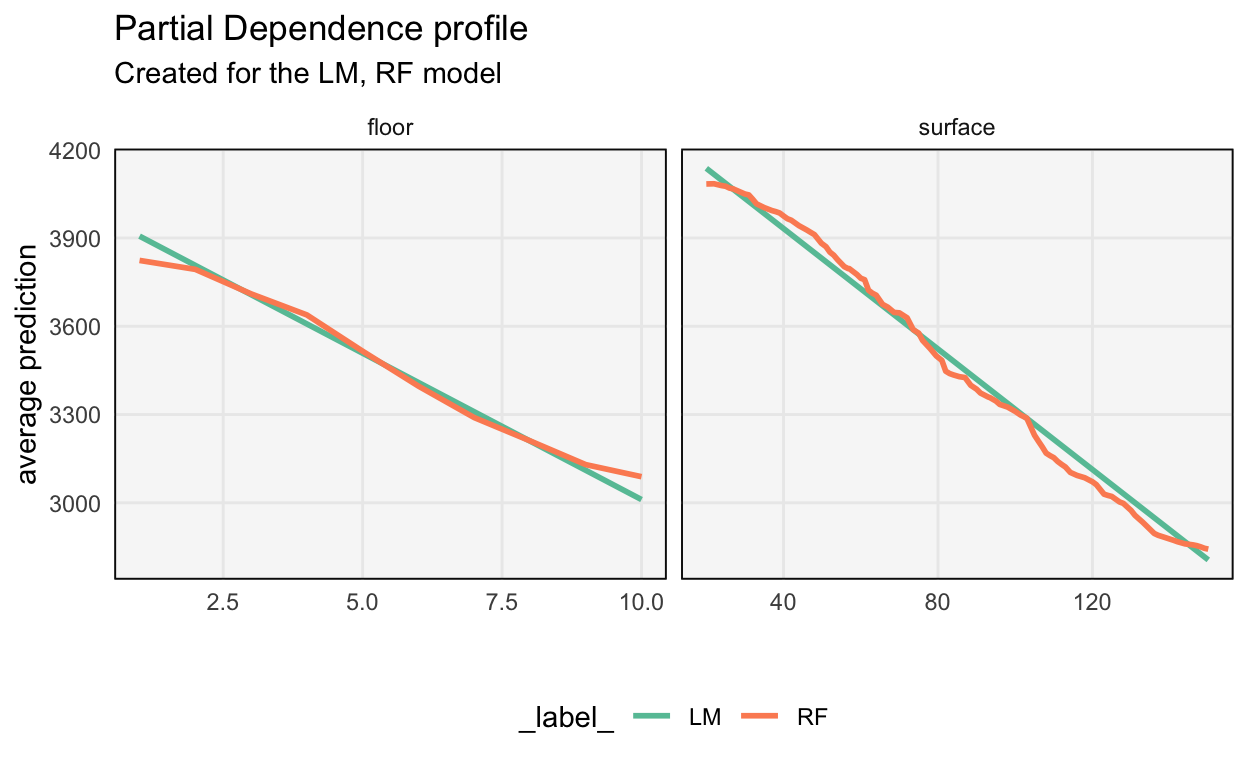 Partial Dependence profile
Created for the LM, RF model
floor
surface
average prediction
4200
3900
3600
3300
3000
2.5 5.0 7.5 10.0
40 80 120
_label_ LM RF